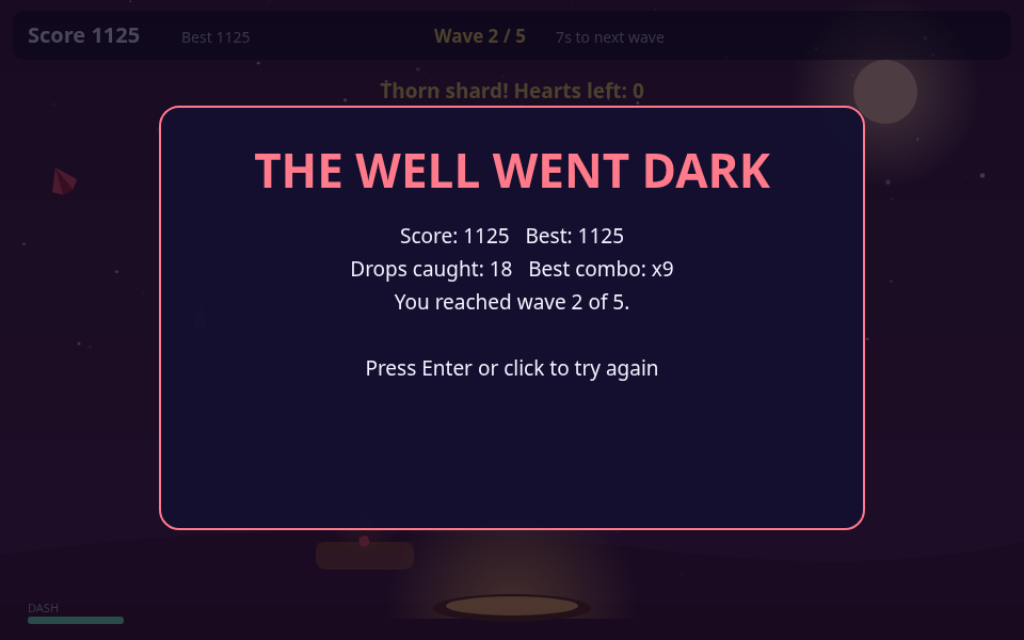 Score 1125 Best 1125 Wave 2 / 5 7s to next wave
Thorn shard! Hearts left: 0
THE WELL WENT DARK
Score: 1125 Best: 1125
Drops caught: 18 Best combo: x9
You reached wave 2 of 5.
Press Enter or click to try again
DASH